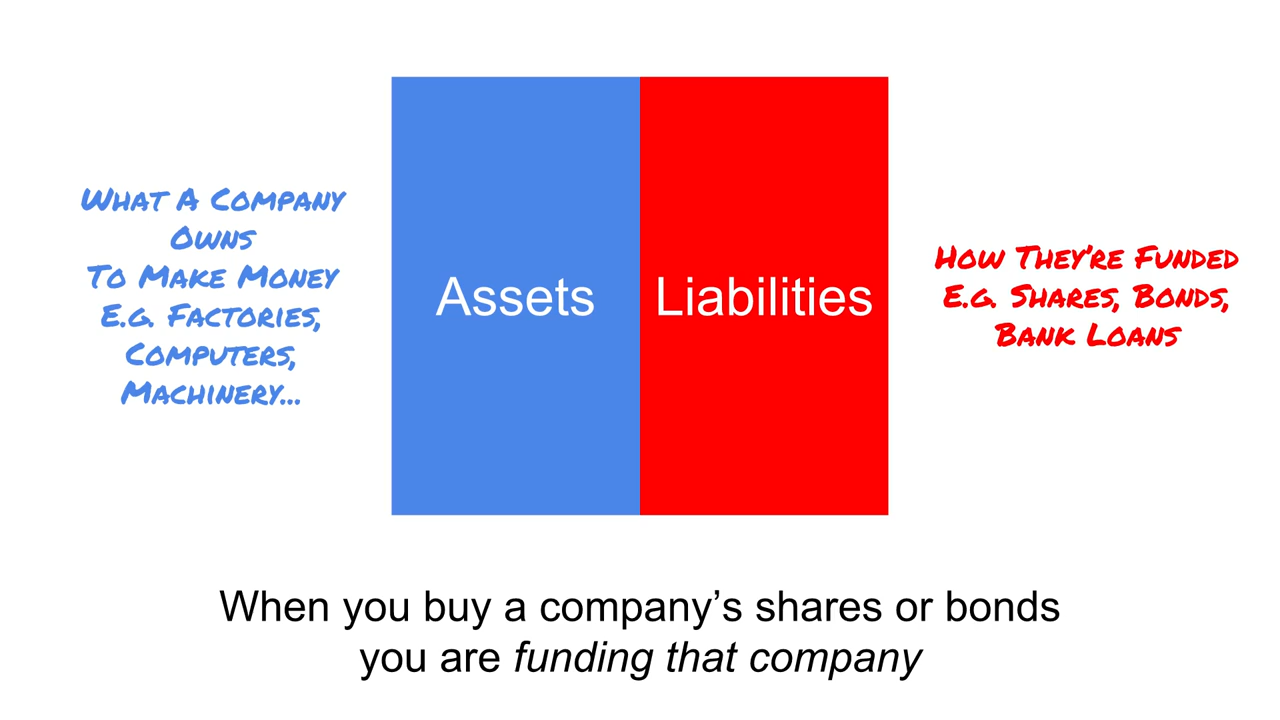 What A Company
Owns
To Make Money
E.g. Factories,
Computers,
Machinery...
Assets
Liabilities
How They're Funded
E.g. Shares, Bonds,
Bank Loans
When you buy a company’s shares or bonds
you are funding that company